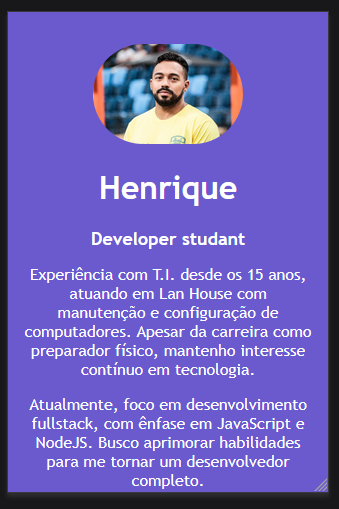 Henrique
Developer studant
Experiência com T.I. desde os 15 anos,
atuando em Lan House com
manutenção e configuração de
computadores. Apesar da carreira como
preparador físico, mantenho interesse
contínuo em tecnologia.
Atualmente, foco em desenvolvimento
fullstack, com ênfase em JavaScript e
NodeJS. Busco aprimorar habilidades
para me tornar um desenvolvedor
completo.